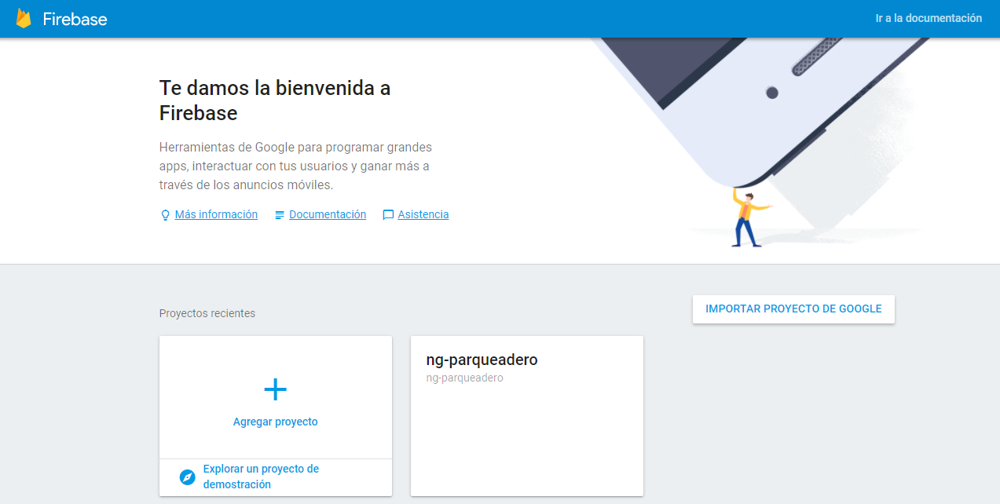 Firebase
Ir a la documentación
Te damos la bienvenida a
Firebase
Herramientas de Google para programar grandes
apps, interactuar con tus usuarios y ganar más a
través de los anuncios móviles.
Más información
Documentación
Asistencia
Proyectos recientes
IMPORTAR PROYECTO DE GOOGLE
Agregar proyecto
Explorar un proyecto de
demostración
ng-parqueadero
ng-parqueadero